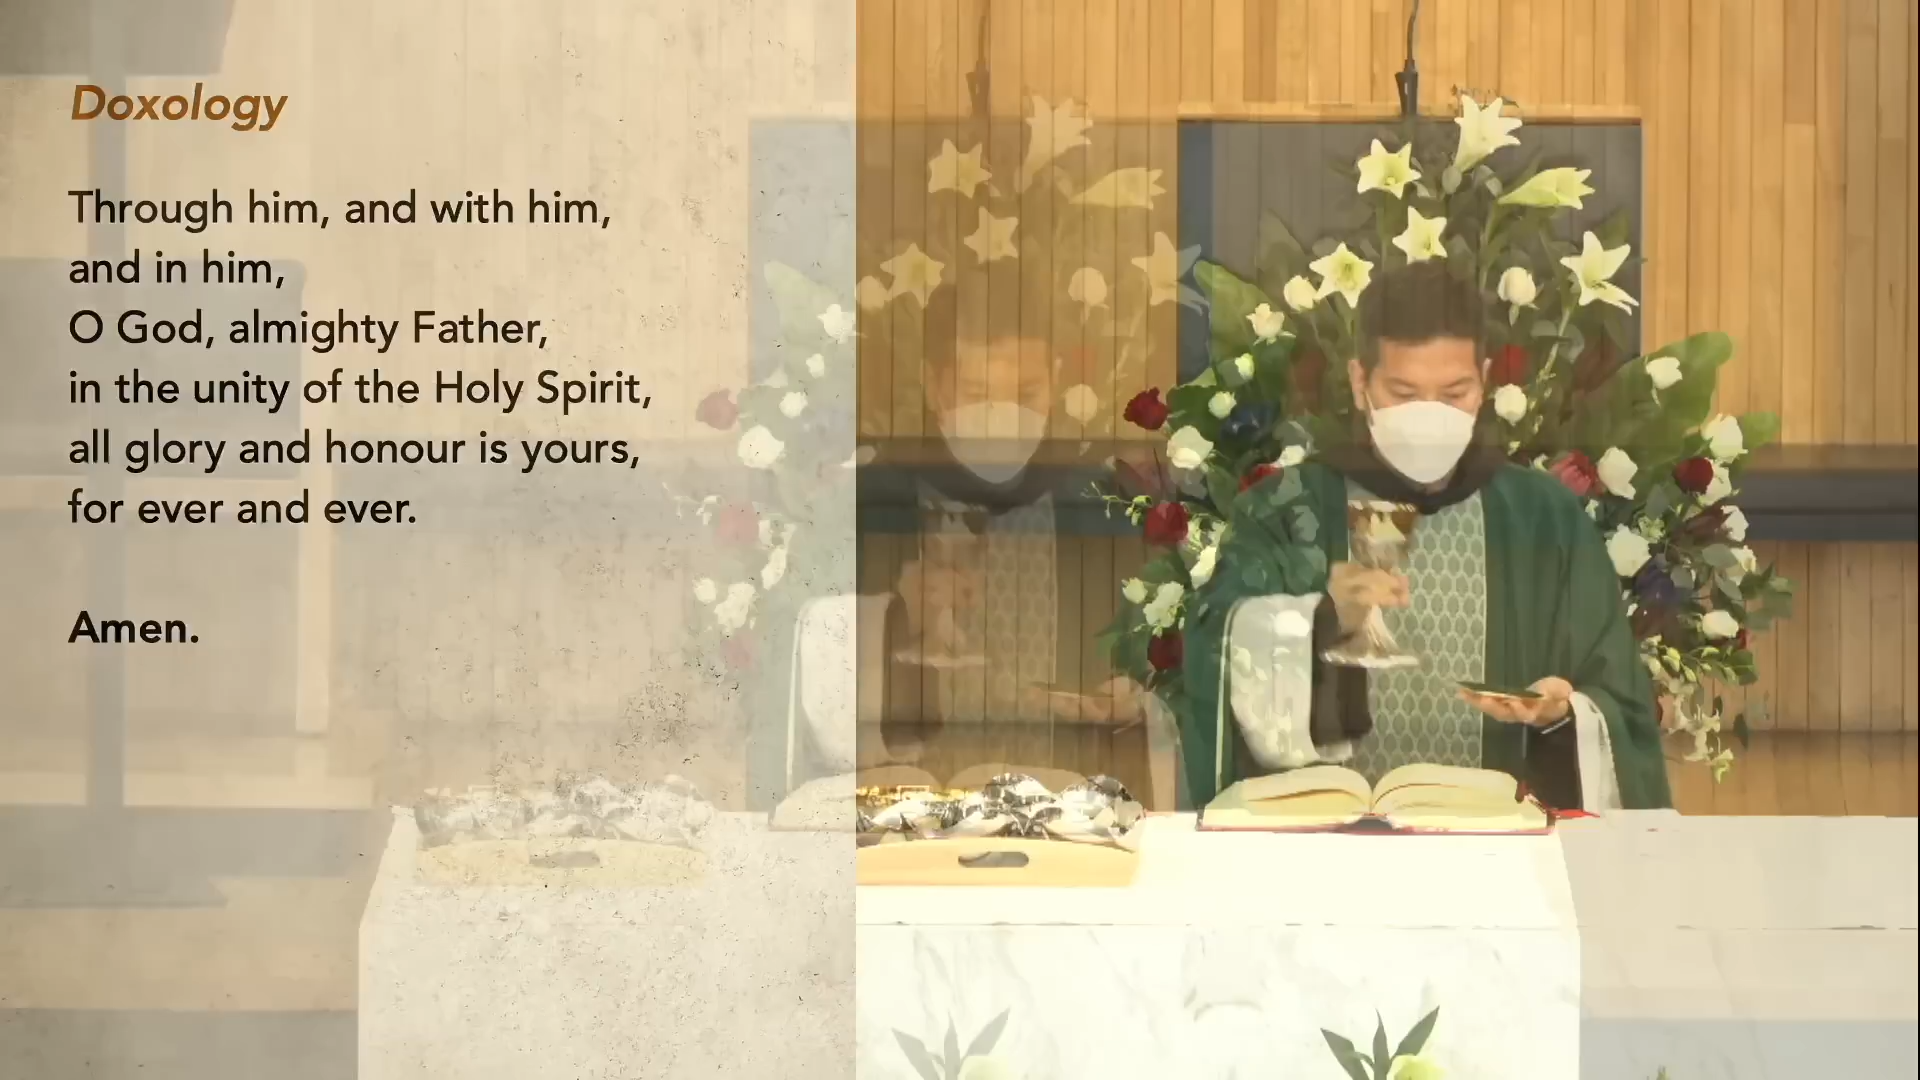 Doxology
Through him, and with him,
and in him,
O God, almighty Father,
in the unity of the Holy Spirit,
all glory and honour is yours,
for ever and ever.
Amen.